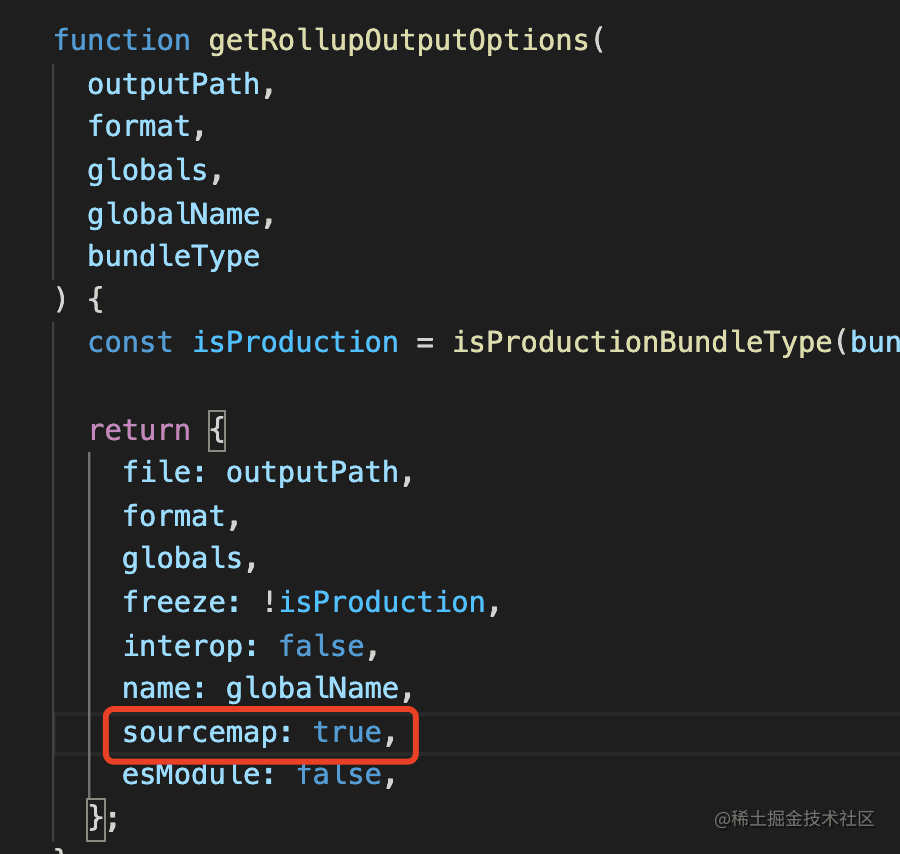 function getRollupOutputOptions(
  outputPath,
  format,
  globals,
  globalName,
  bundleType
) {
  const isProduction = isProductionBundleType(bun
  return {
    file: outputPath,
    format,
    globals,
    freeze: !isProduction,
    interop: false,
    name: globalName,
    sourcemap: true,
    esModule: false,
  };
@稀土掘金技术社区
}